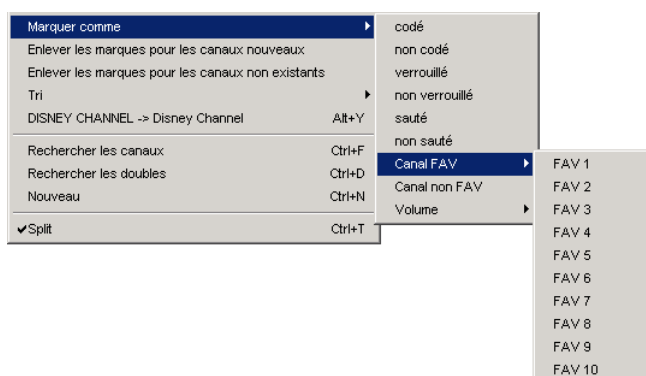 Marquer comme
Enlever les marques pour les canaux nouveaux
Enlever les marques pour les canaux non existants
Tri
DISNEY CHANNEL -> Disney Channel Alt+Y
Rechercher les canaux Ctrl+F
Rechercher les doubles Ctrl+D
Nouveau Ctrl+N
Split Ctrl+T
codé
non codé
verrouillé
non verrouillé
sauté
non sauté
Canal FAV
Canal non FAV
Volume
FAV 1
FAV 2
FAV 3
FAV 4
FAV 5
FAV 6
FAV 7
FAV 8
FAV 9
FAV 10